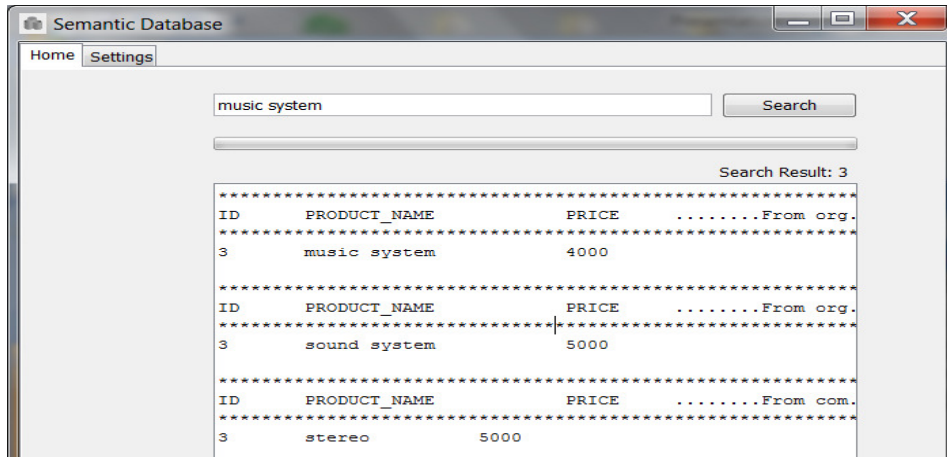 Semantic Database
Home Settings
music system Search
Search Result: 3
***********************************************************
ID PRODUCT_NAME PRICE ........From org.
***********************************************************
3 music system 4000
***********************************************************
ID PRODUCT_NAME PRICE ........From org.
***********************************************************
3 sound system 5000
***********************************************************
ID PRODUCT_NAME PRICE ........From com.
***********************************************************
3 stereo 5000